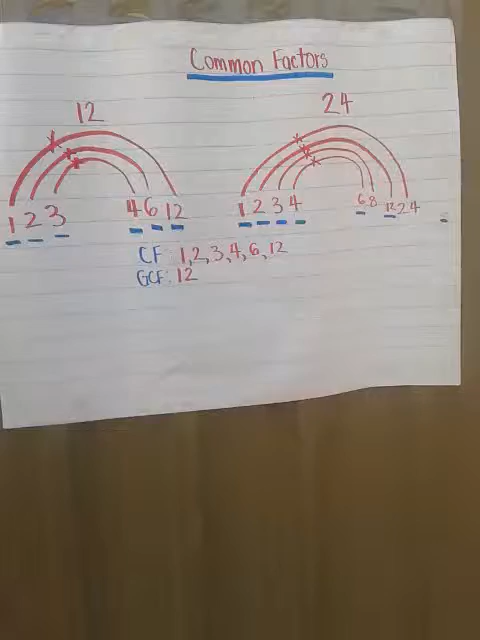 Common Factors
12
24
1 2 3 4 6 12
1 2 3 4 6 8 12 24
CF: 1,2,3,4,6,12
GCF: 12